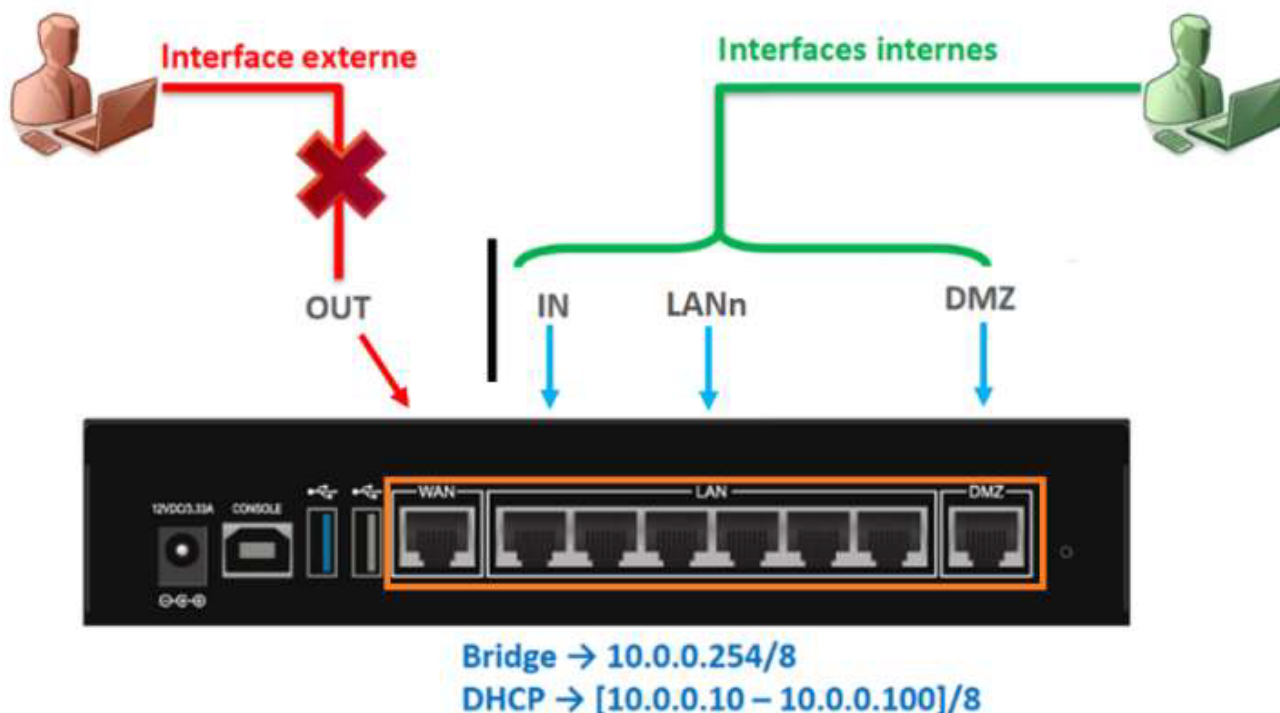 Interface externe
Interfaces internes
OUT
IN
LANn
DMZ
12VDC/3.33A
CONSOLE
WAN
LAN
DMZ
Bridge → 10.0.0.254/8
DHCP → [10.0.0.10 – 10.0.0.100]/8